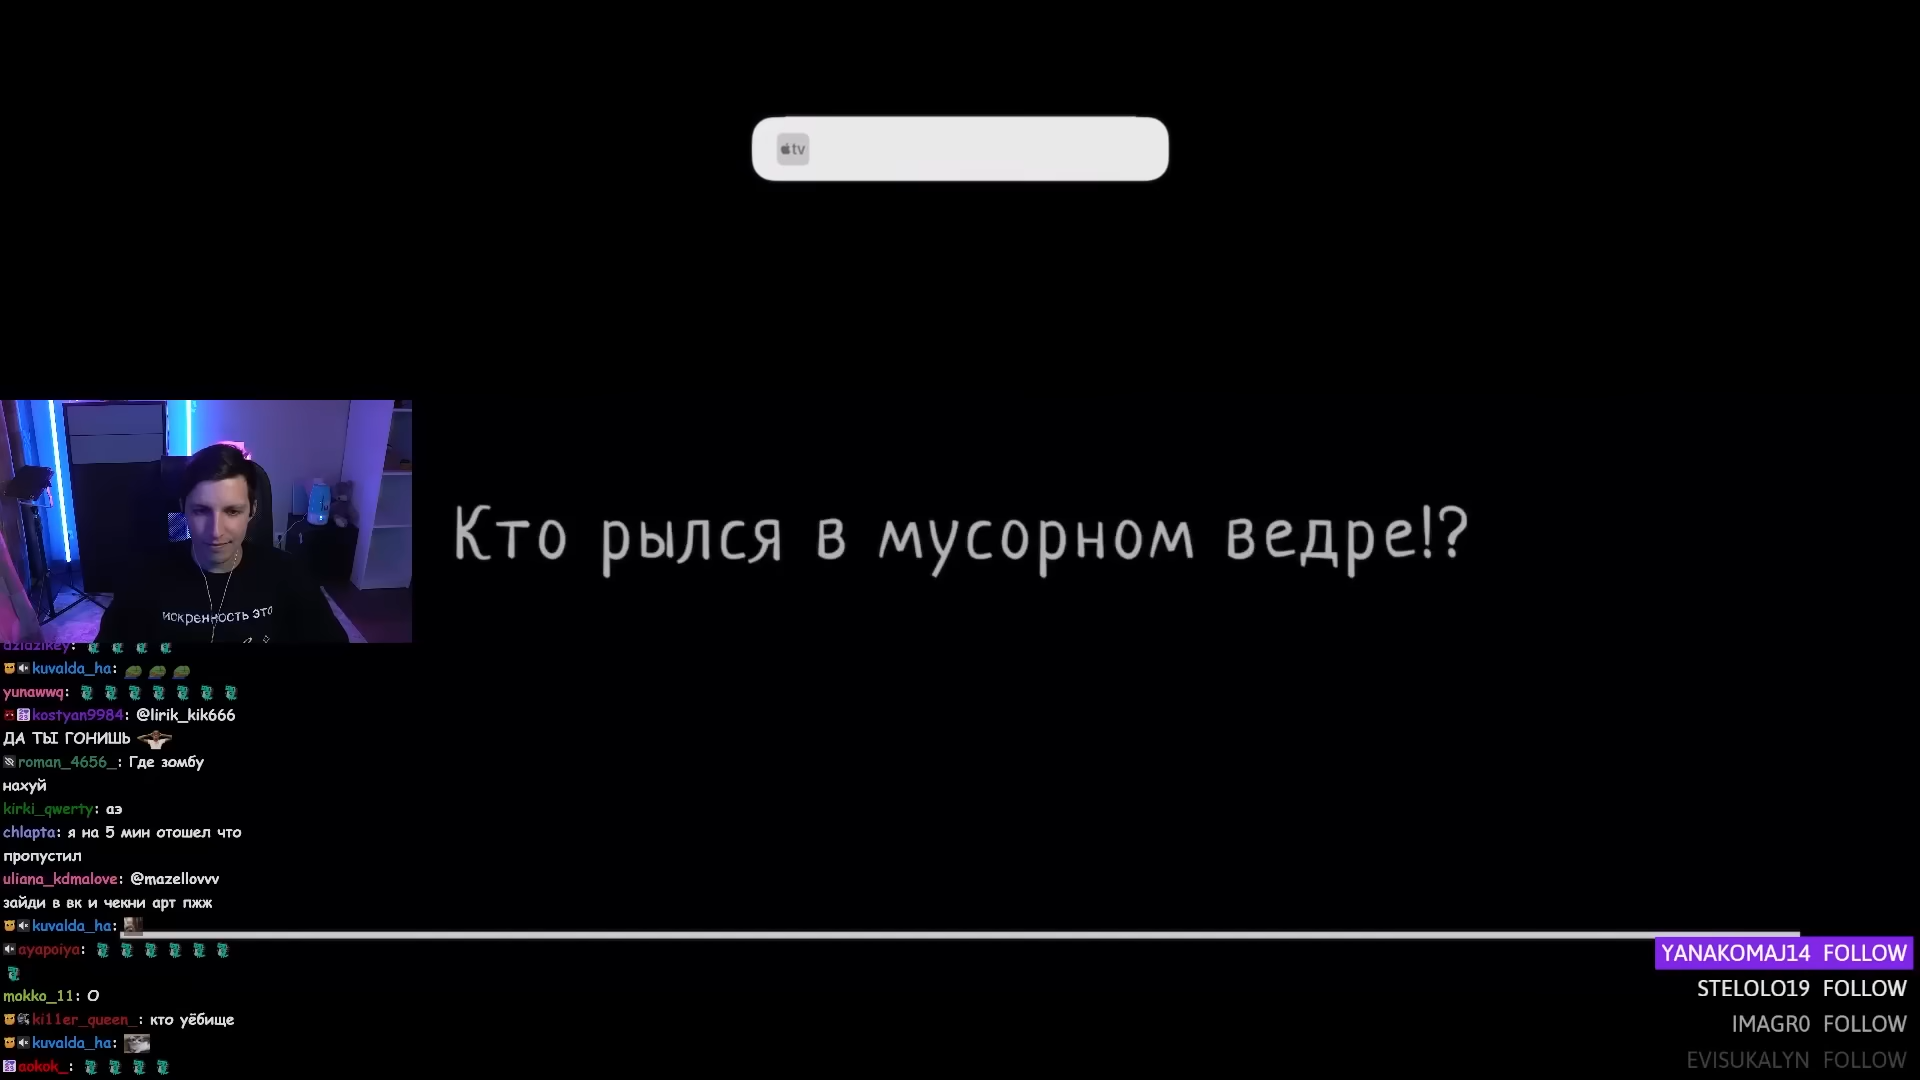 tv
Кто рылся в мусорном ведре!?
искренность это
dzidzikey:
kuvalda_ha:
yunawwq:
kostyan9984: @lirik_kik666
ДА ТЫ ГОНИШЬ
roman_4656_: Где зомбу
нахуй
kirki_qwerty: аэ
chlapta: я на 5 мин отошел что
пропустил
uliana_kdmalove: @mazellovvv
зайди в вк и чекни арт пжж
kuvalda_ha:
ayapoiya:
mokko_11: О
ki11er_queen_: кто уёбище
kuvalda_ha:
aokok_:
YANAKOMAJ14 FOLLOW
STELOLO19 FOLLOW
IMAGR0 FOLLOW
EVISUKALYN FOLLOW